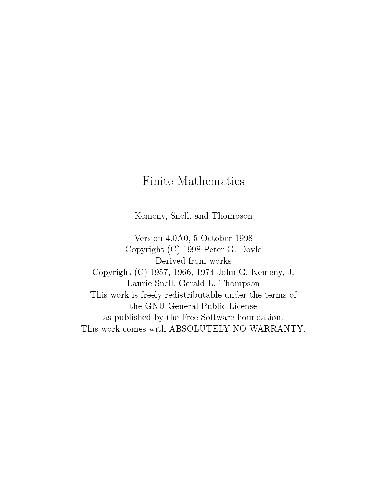 Finite Mathematics
Kemeny, Snell, and Thompson
Version 4.0A0, 5 October 1998
Copyright (C) 1998 Peter G. Doyle
Derived from works
Copyright (C) 1957, 1966, 1974 John G. Kemeny, J.
Laurie Snell, Gerald L. Thompson
This work is freely redistributable under the terms of
the GNU General Public License
as published by the Free Software Foundation.
This work comes with ABSOLUTELY NO WARRANTY.